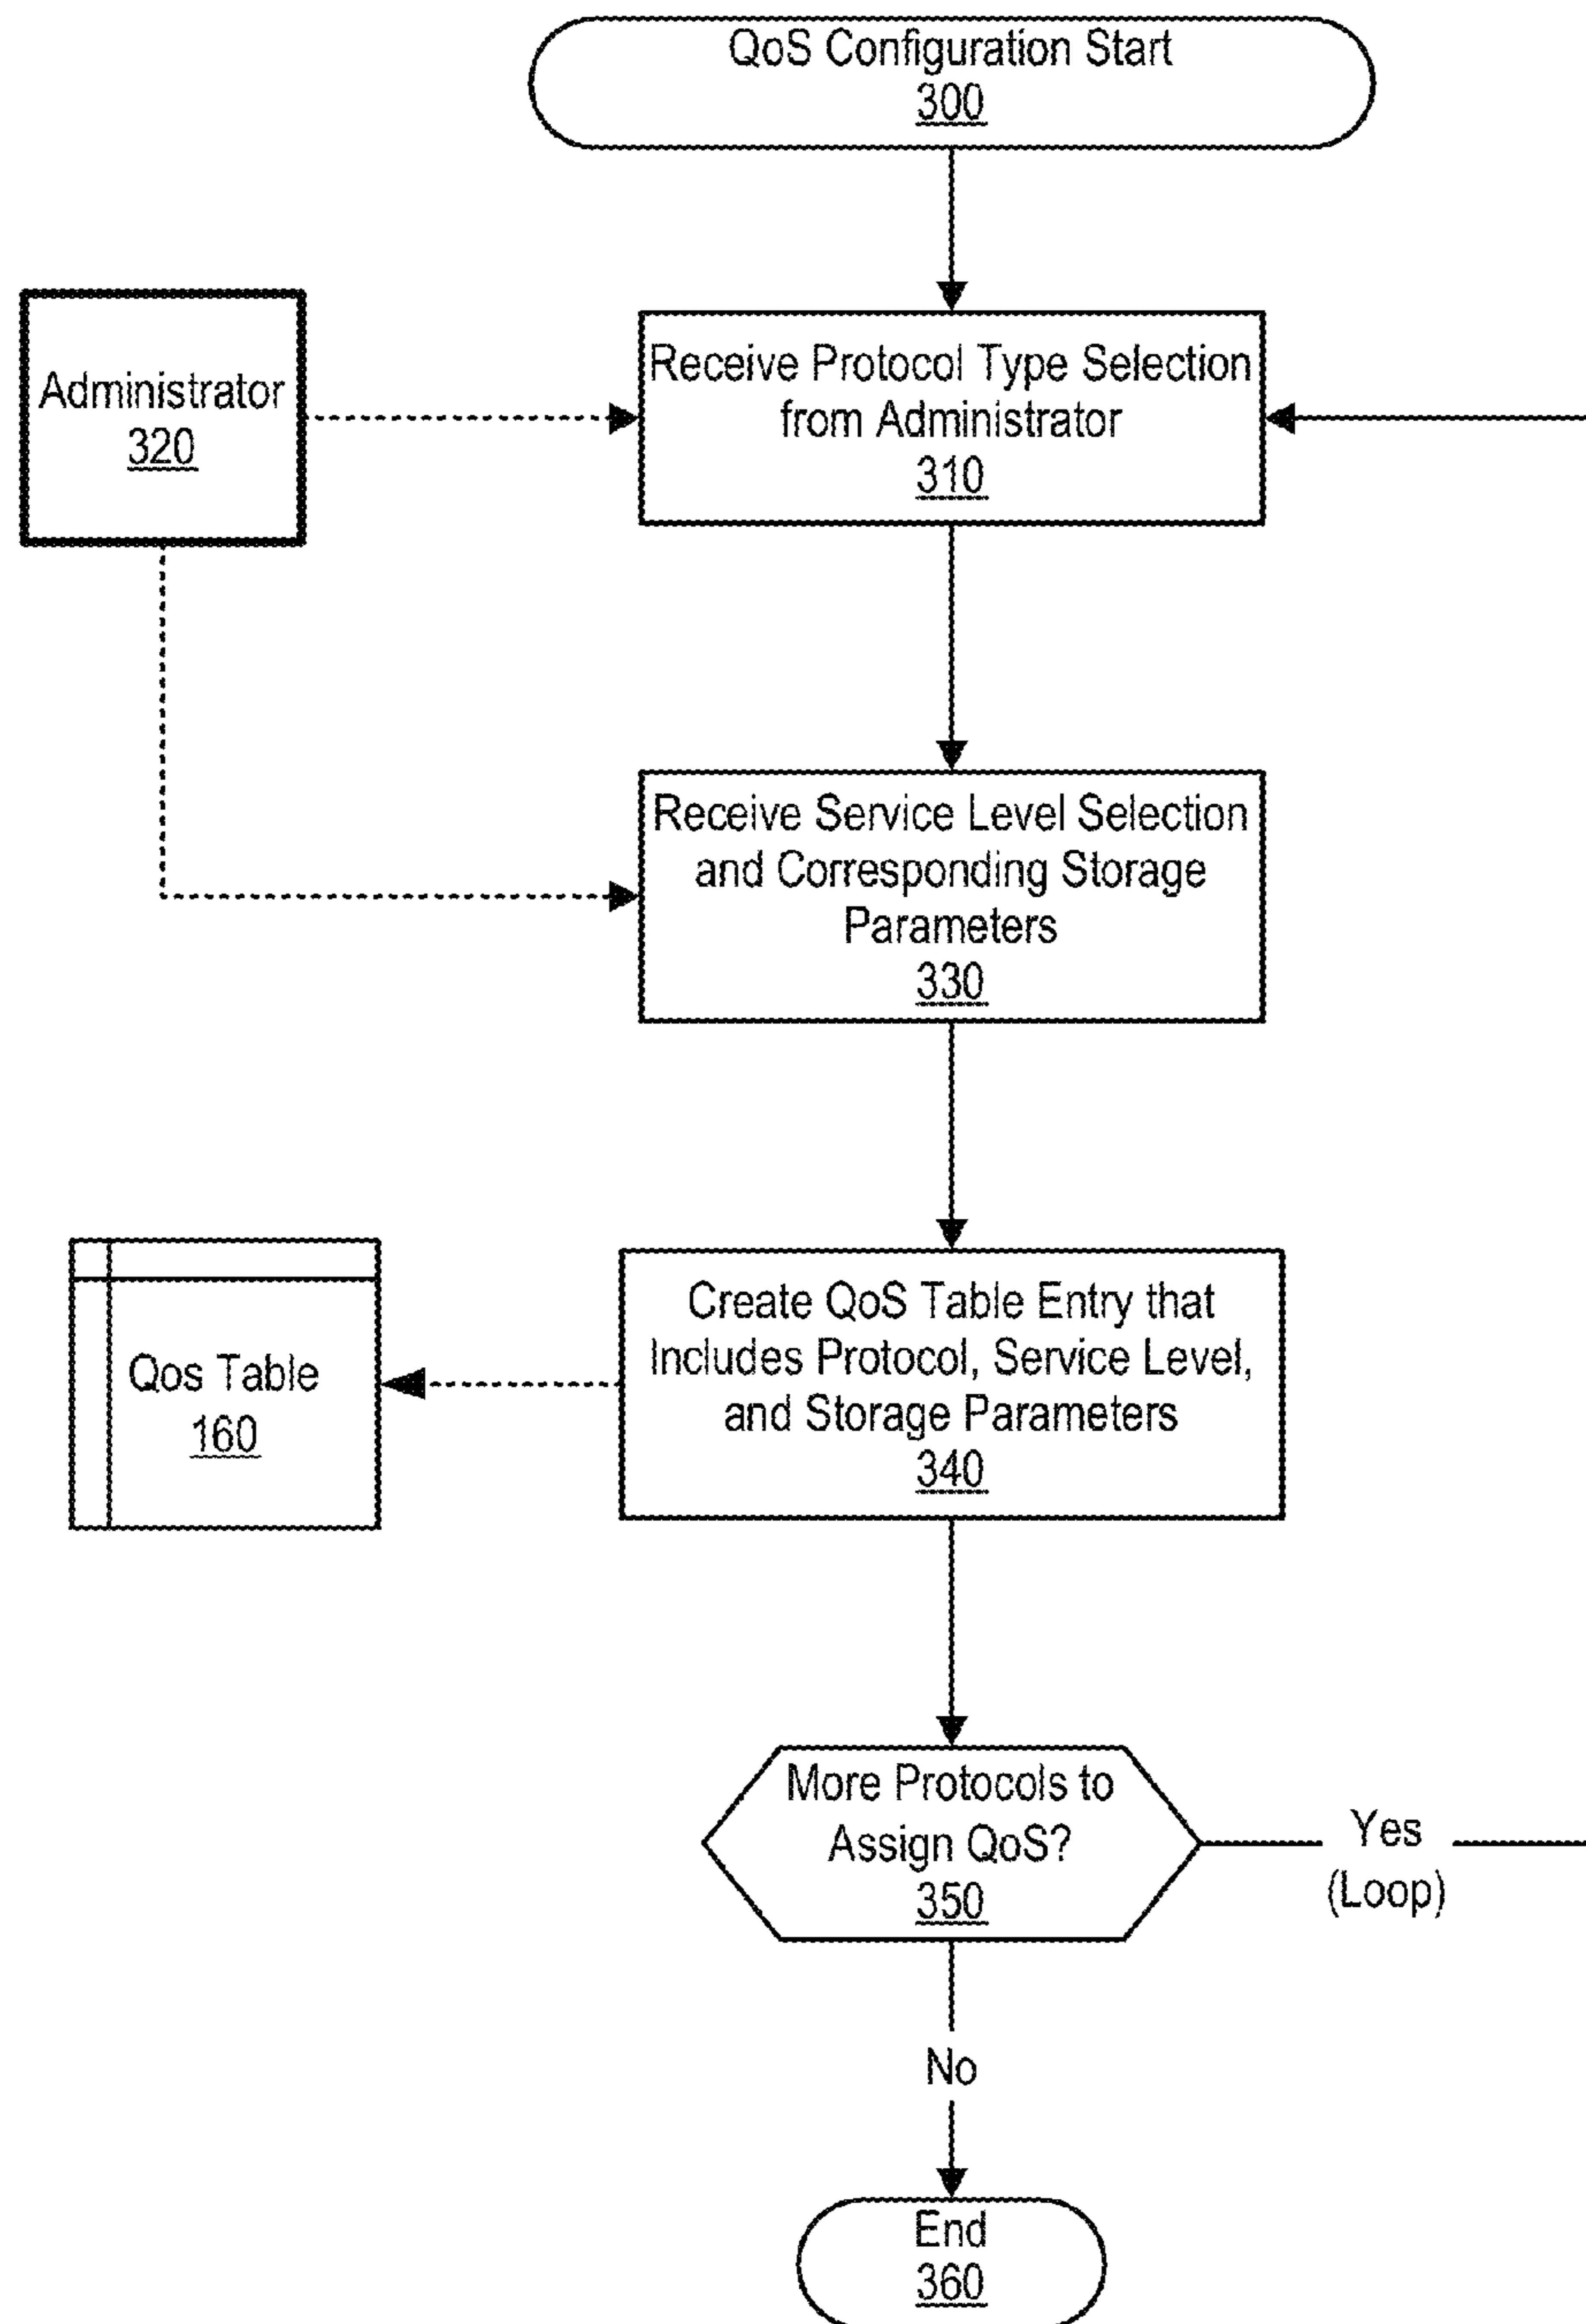 QoS Configuration Start
300
Administrator
320
Receive Protocol Type Selection
from Administrator
310
Receive Service Level Selection
and Corresponding Storage
Parameters
330
Qos Table
160
Create QoS Table Entry that
Includes Protocol, Service Level,
and Storage Parameters
340
More Protocols to
Assign QoS?
350
Yes
(Loop)
No
End
360